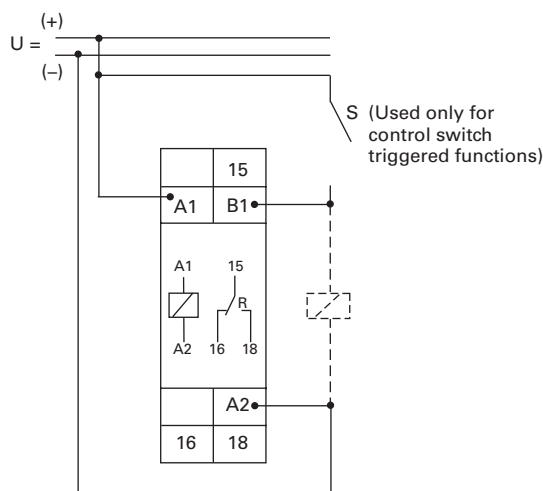 (+)
U =
(–)
S (Used only for
control switch
triggered functions)
15
A1 B1
A1 15
R
A2 16 18
A2
16 18